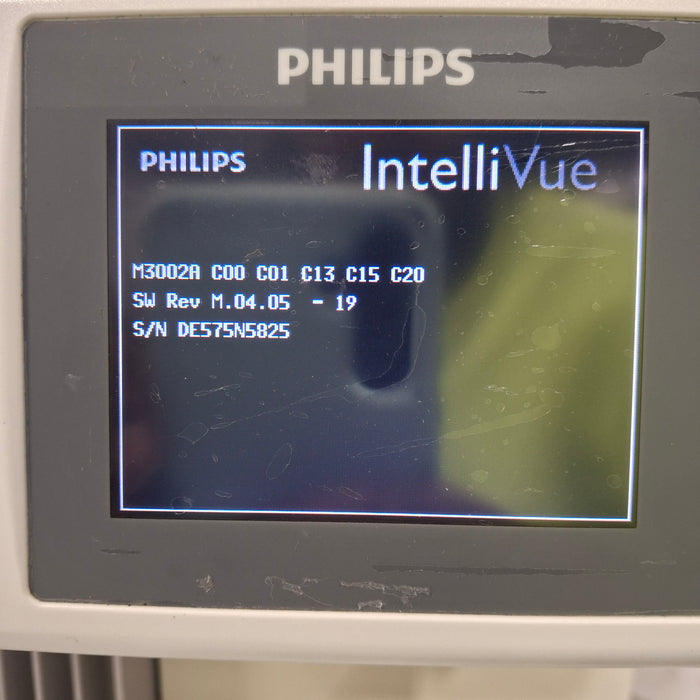 PHILIPS
PHILIPS IntelliVue
M3002A C00 C01 C13 C15 C20
SW Rev M.04.05 - 19
S/N DE575N5825